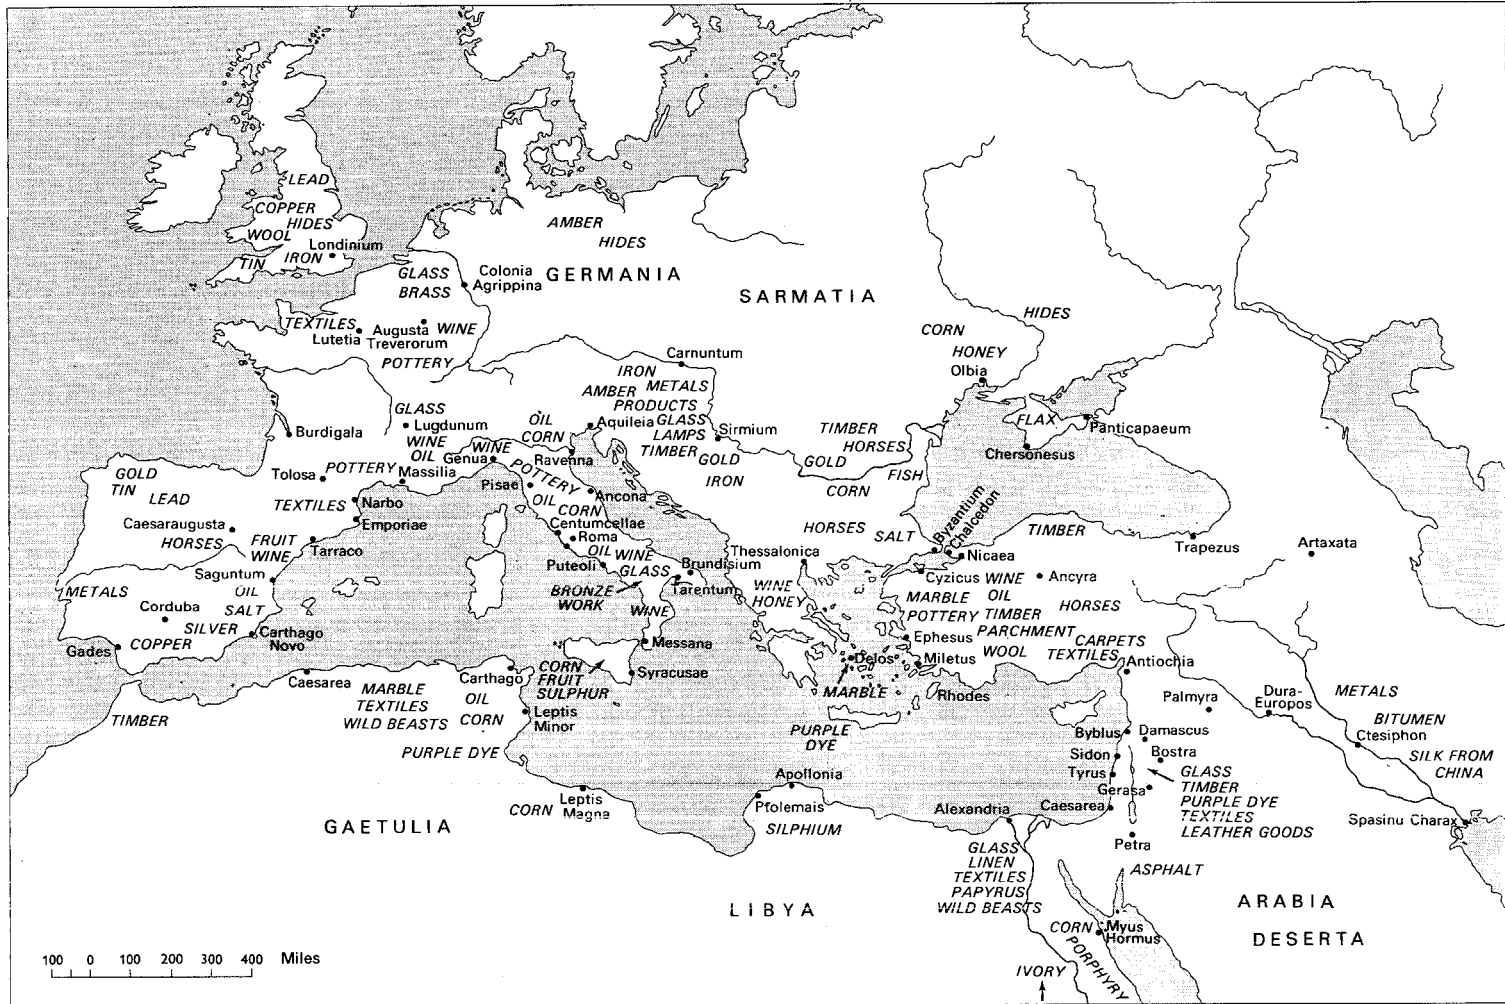 LEAD
COPPER
HIDES
WOOL
Londinium
TIN
IRON
AMBER
HIDES
GERMANIA
SARMATIA
GLASS
BRASS
Colonia
Agrippina
TEXTILES
Lutetia
Augusta
Treverorum
WINE
POTTERY
CORN
HIDES
HONEY
Olbia
Carnuntum
IRON
AMBER
METALS
PRODUCTS
GLASS
LAMPS
TIMBER
Sirmium
GOLD
IRON
TIMBER
HORSES
GOLD
FISH
CORN
FLAX
Panticapaeum
Chersonesus
GLASS
Lugdunum
WINE
OIL
Burdigala
OIL
CORN
Aquileia
WINE
Genua
Ravenna
Tolosa
POTTERY
Massilia
Pisae
POTTERY
Ancona
GOLD
TIN
LEAD
TEXTILES
Narbo
Emporiae
Caesaraugusta
HORSES
FRUIT
WINE
Tarraco
Saguntum
OIL
SALT
METALS
Corduba
SILVER
COPPER
Carthago
Novo
Gades
OIL
CORN
Centumcellae
Roma
OIL
WINE
GLASS
Puteoli
BRONZE
WORK
Brundisium
Tarentum
WINE
Messana
Syracusae
CORN
FRUIT
SULPHUR
HORSES
SALT
Byzantium
Chalcedon
Nicaea
TIMBER
Trapezus
Artaxata
Thessalonica
WINE
HONEY
Cyzicus
WINE
OIL
Ancyra
MARBLE
POTTERY
TIMBER
HORSES
Ephesus
PARCHMENT
CARPETS
WOOL
TEXTILES
Delos
Miletus
MARBLE
Rhodes
PURPLE
DYE
Antiochia
Caesarea
MARBLE
TEXTILES
WILD BEASTS
Carthago
OIL
CORN
Leptis
Minor
TIMBER
PURPLE DYE
CORN
Leptis
Magna
Apollonia
Ptolemais
SILPHIUM
Alexandria
Palmyra
Dura-
Europos
METALS
BITUMEN
Ctesiphon
SILK FROM
CHINA
Byblus
Damascus
Sidon
Bostra
Tyrus
Gerasa
Caesarea
GLASS
TIMBER
PURPLE DYE
TEXTILES
LEATHER GOODS
Spasinu Charax
Petra
ASPHALT
GAETULIA
LIBYA
ARABIA
DESERTA
GLASS
LINEN
TEXTILES
PAPYRUS
WILD BEASTS
CORN
Myus
Hormus
PORPHYRY
IVORY
100 0 100 200 300 400 Miles